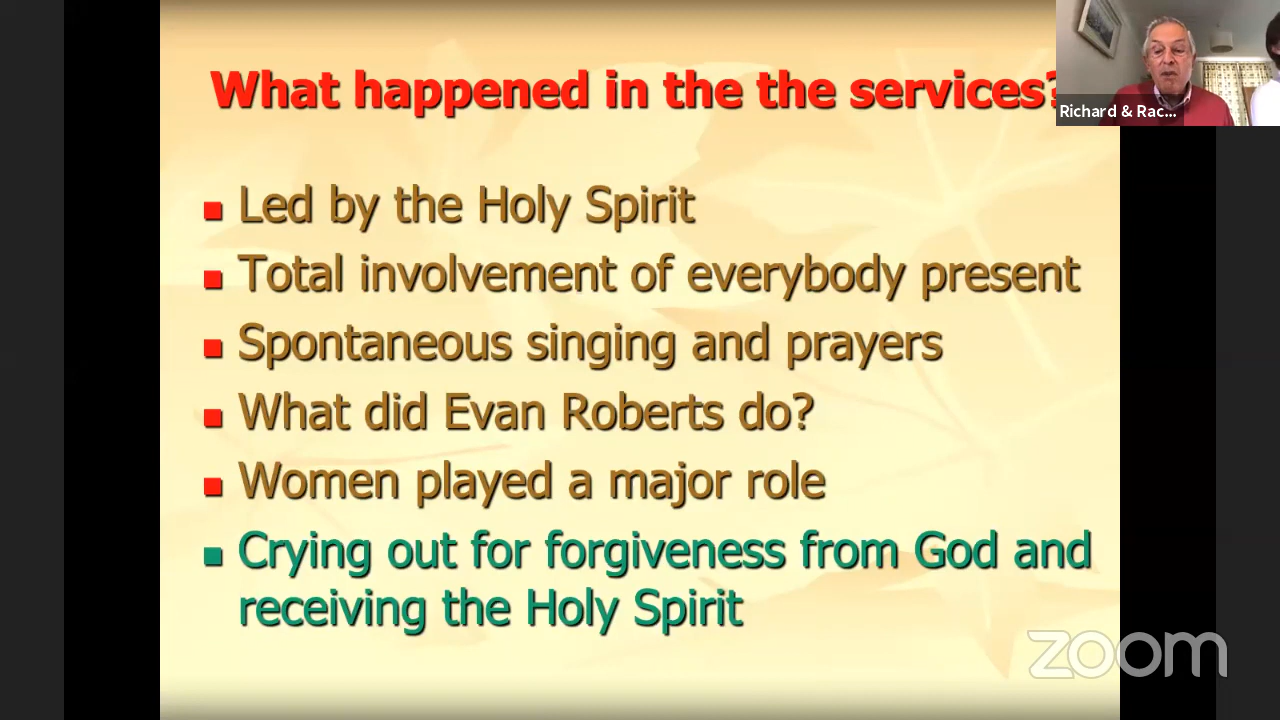 What happened in the the services?
Richard & Rac...
Led by the Holy Spirit
Total involvement of everybody present
Spontaneous singing and prayers
What did Evan Roberts do?
Women played a major role
Crying out for forgiveness from God and
receiving the Holy Spirit
zoom